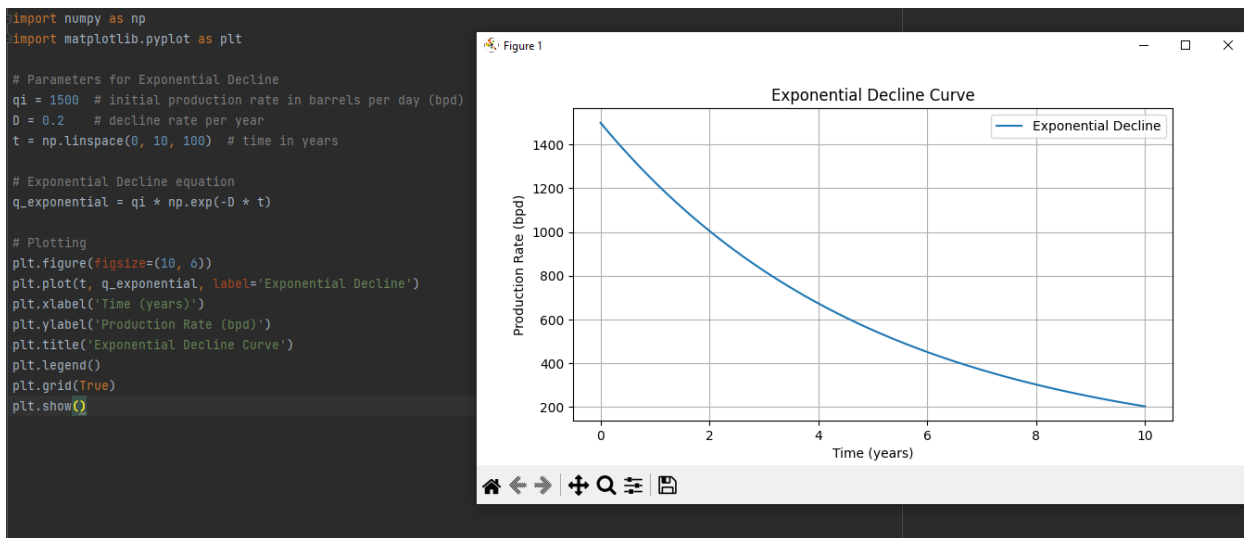 import numpy as np
import matplotlib.pyplot as plt
# Parameters for Exponential Decline
qi = 1500  # initial production rate in barrels per day (bpd)
D = 0.2    # decline rate per year
t = np.linspace(0, 10, 100)  # time in years
# Exponential Decline equation
q_exponential = qi * np.exp(-D * t)
# Plotting
plt.figure(figsize=(10, 6))
plt.plot(t, q_exponential, label='Exponential Decline')
plt.xlabel('Time (years)')
plt.ylabel('Production Rate (bpd)')
plt.title('Exponential Decline Curve')
plt.legend()
plt.grid(True)
plt.show()
Figure 1
Exponential Decline Curve
Exponential Decline
Production Rate (bpd)
1400
1200
1000
800
600
400
200
0 2 4 6 8 10
Time (years)